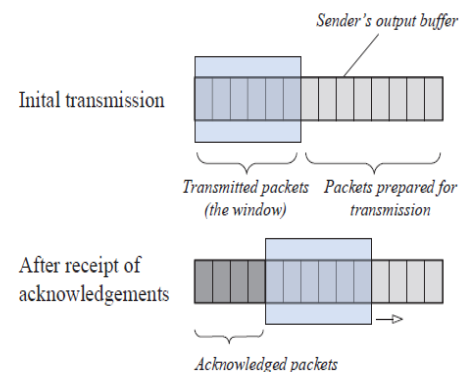 Sender's output buffer
Inital transmission
Transmitted packets
(the window)
Packets prepared for
transmission
After receipt of
acknowledgements
Acknowledged packets